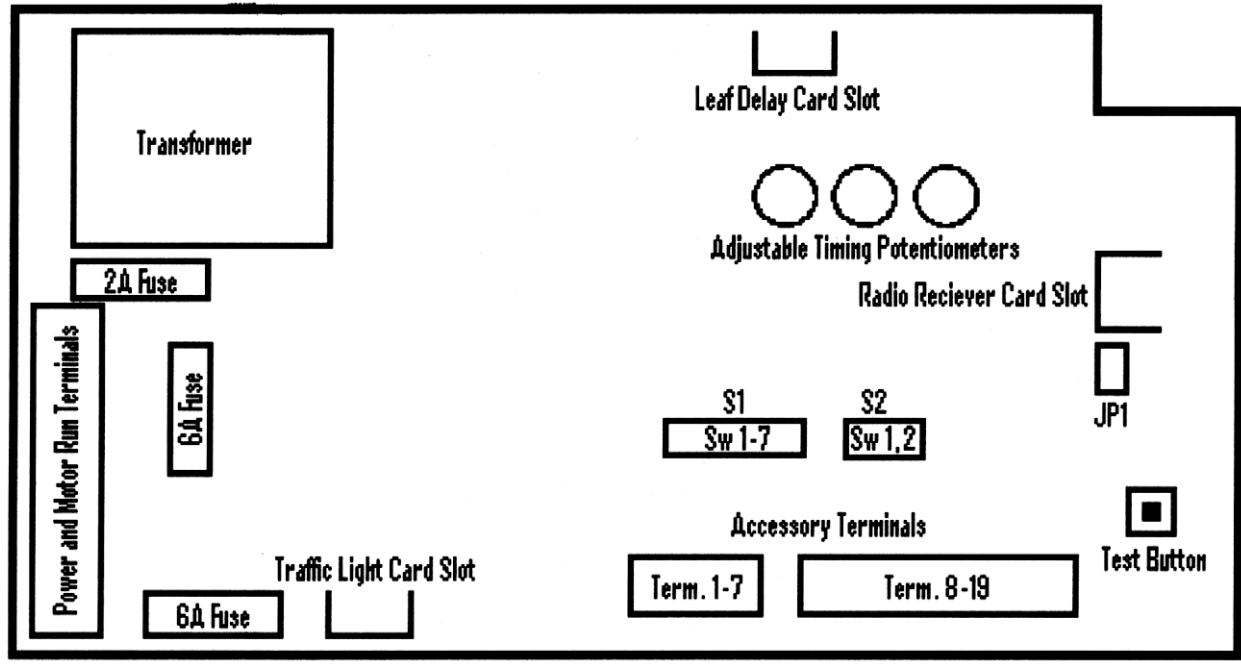 Transformer
Leaf Delay Card Slot
Adjustable Timing Potentiometers
2A Fuse
Radio Reciever Card Slot
Power and Motor Run Terminals
6A Fuse
JP1
S1
S2
Sw 1-7
Sw 1,2
Accessory Terminals
Test Button
Traffic Light Card Slot
Term. 1-7
Term. 8-19
6A Fuse